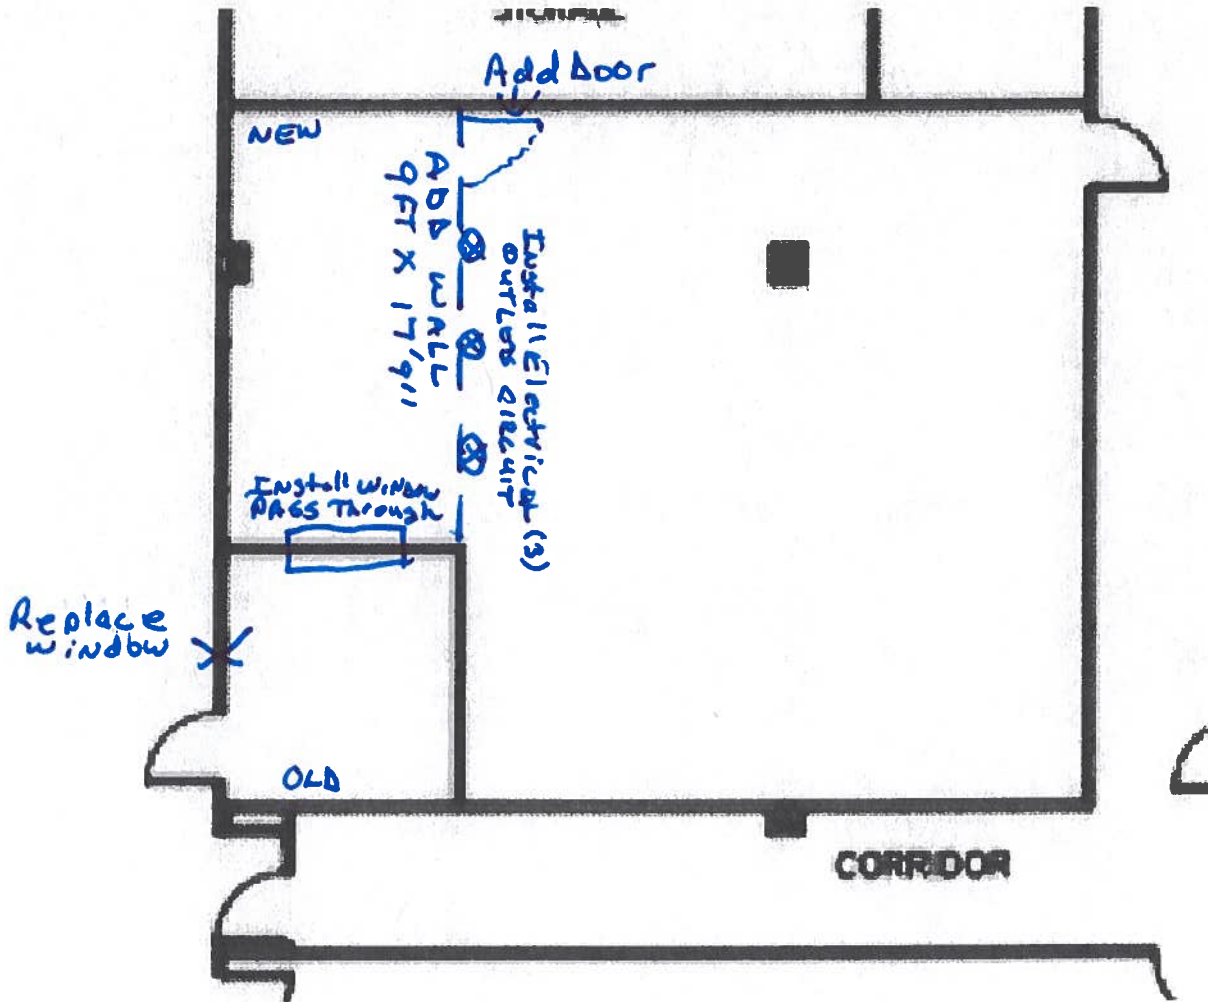 Add Door
NEW
ADD WALL
9FT X 17'9"
Install Electrical (3)
CIRCUIT
Install Window
PASS Through
Replace
window
OLD
CORRIDOR